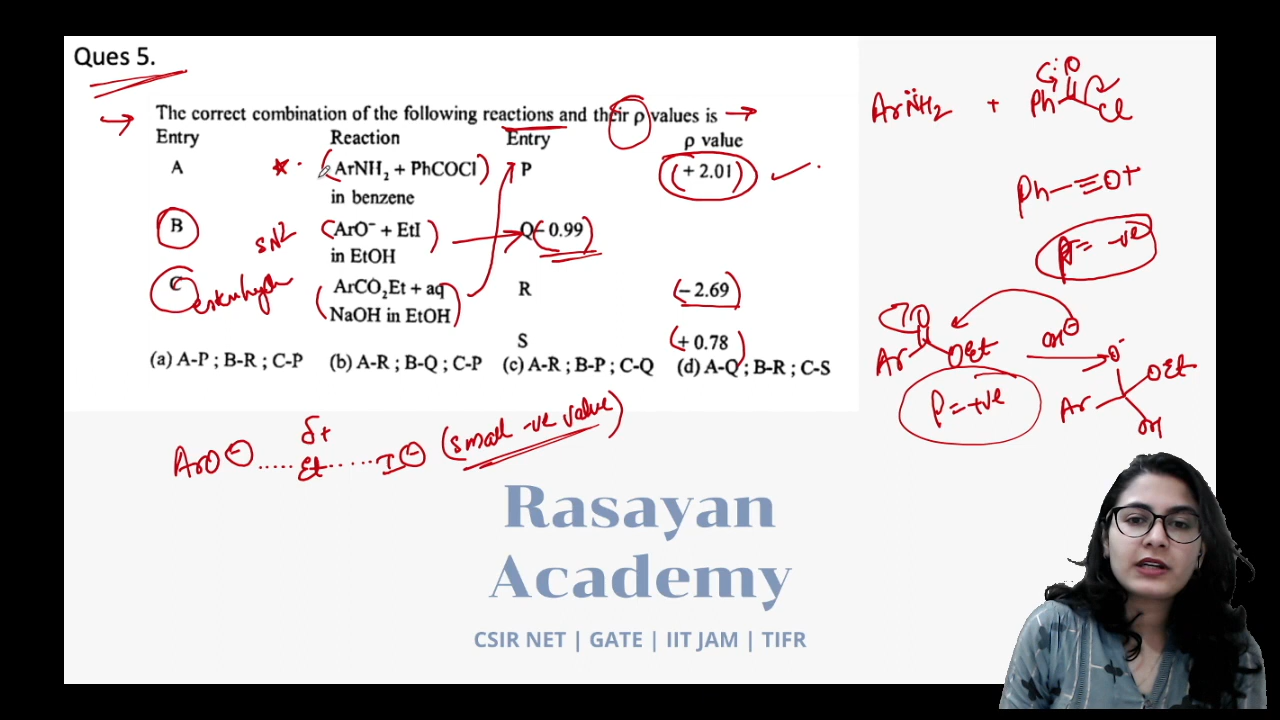 Ques 5.
The correct combination of the following reactions and their ρ values is →
Entry Reaction Entry ρ value
A ArNH₂ + PhCOCl P + 2.01
in benzene
B SN2 ArO⁻ + EtI Q – 0.99
in EtOH
C ArCO₂Et + aq R – 2.69
NaOH in EtOH
S + 0.78
(a) A-P ; B-R ; C-P (b) A-R ; B-Q ; C-P (c) A-R ; B-P ; C-Q (d) A-Q ; B-R ; C-S
ArN̈H₂ + Ph O Cl
Ph—≡O+
ρ = -ve
Ar O OEt OH⊖ → O⁻ Ar OEt OH
ρ = +ve
ArO⊖ ..... Et δ+ ..... I⊖ (small -ve value)
Rasayan
Academy
CSIR NET | GATE | IIT JAM | TIFR